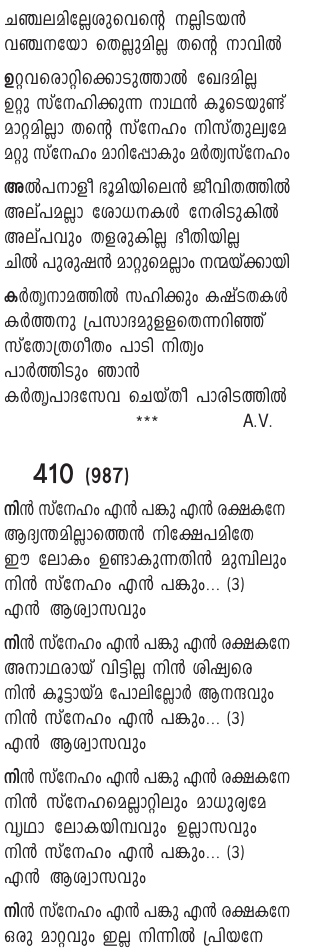 ചഞ്ചലമില്ലേശുവെന്റെ നല്ലിടയൻ
വഞ്ചനയോ തെല്ലുമില്ല തന്റെ നാവിൽ
ഉറ്റവരൊറ്റിക്കൊടുത്താൽ ഖേദമില്ല
ഉറ്റു സ്നേഹിക്കുന്ന നാഥൻ കൂടെയുണ്ട്
മാറ്റമില്ലാ തന്റെ സ്നേഹം നിസ്തുല്യമേ
മറ്റു സ്നേഹം മാറിപ്പോകും മർത്യസ്നേഹം
അൽപനാളീ ഭൂമിയിലെൻ ജീവിതത്തിൽ
അല്പമല്ലാ ശോധനകൾ നേരിടുകിൽ
അല്പവും തളരുകില്ല ഭീതിയില്ല
ചിൽ പുരുഷൻ മാറ്റുമെല്ലാം നന്മയ്ക്കായി
കർതൃനാമത്തിൽ സഹിക്കും കഷ്ടതകൾ
കർത്തനു പ്രസാദമുള്ളതെന്നറിഞ്ഞ്
സ്തോത്രഗീതം പാടി നിത്യം
പാർത്തിടും ഞാൻ
കർതൃപാദസേവ ചെയ്തീ പാരിടത്തിൽ
*** A.V.
410 (987)
നിൻ സ്നേഹം എൻ പങ്കു എൻ രക്ഷകനേ
ആദ്യന്തമില്ലാത്തെൻ നിക്ഷേപമിതേ
ഈ ലോകം ഉണ്ടാകുന്നതിൻ മുമ്പിലും
നിൻ സ്നേഹം എൻ പങ്കും... (3)
എൻ ആശ്വാസവും
നിൻ സ്നേഹം എൻ പങ്കു എൻ രക്ഷകനേ
അനാഥരായ് വിട്ടില്ല നിൻ ശിഷ്യരെ
നിൻ കൂട്ടായ്മ പോലില്ലോർ ആനന്ദവും
നിൻ സ്നേഹം എൻ പങ്കും... (3)
എൻ ആശ്വാസവും
നിൻ സ്നേഹം എൻ പങ്കു എൻ രക്ഷകനേ
നിൻ സ്നേഹമെല്ലാറ്റിലും മാധുര്യമേ
വൃഥാ ലോകയിമ്പവും ഉല്ലാസവും
നിൻ സ്നേഹം എൻ പങ്കും... (3)
എൻ ആശ്വാസവും
നിൻ സ്നേഹം എൻ പങ്കു എൻ രക്ഷകനേ
ഒരു മാറ്റവും ഇല്ല നിന്നിൽ പ്രിയനേ